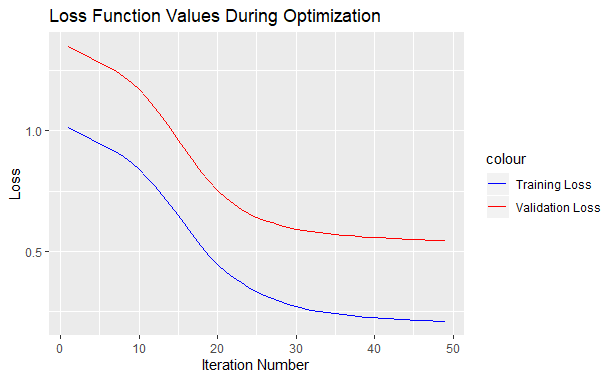 Loss Function Values During Optimization
Loss
1.0
0.5
0 10 20 30 40 50
Iteration Number
colour
Training Loss
Validation Loss